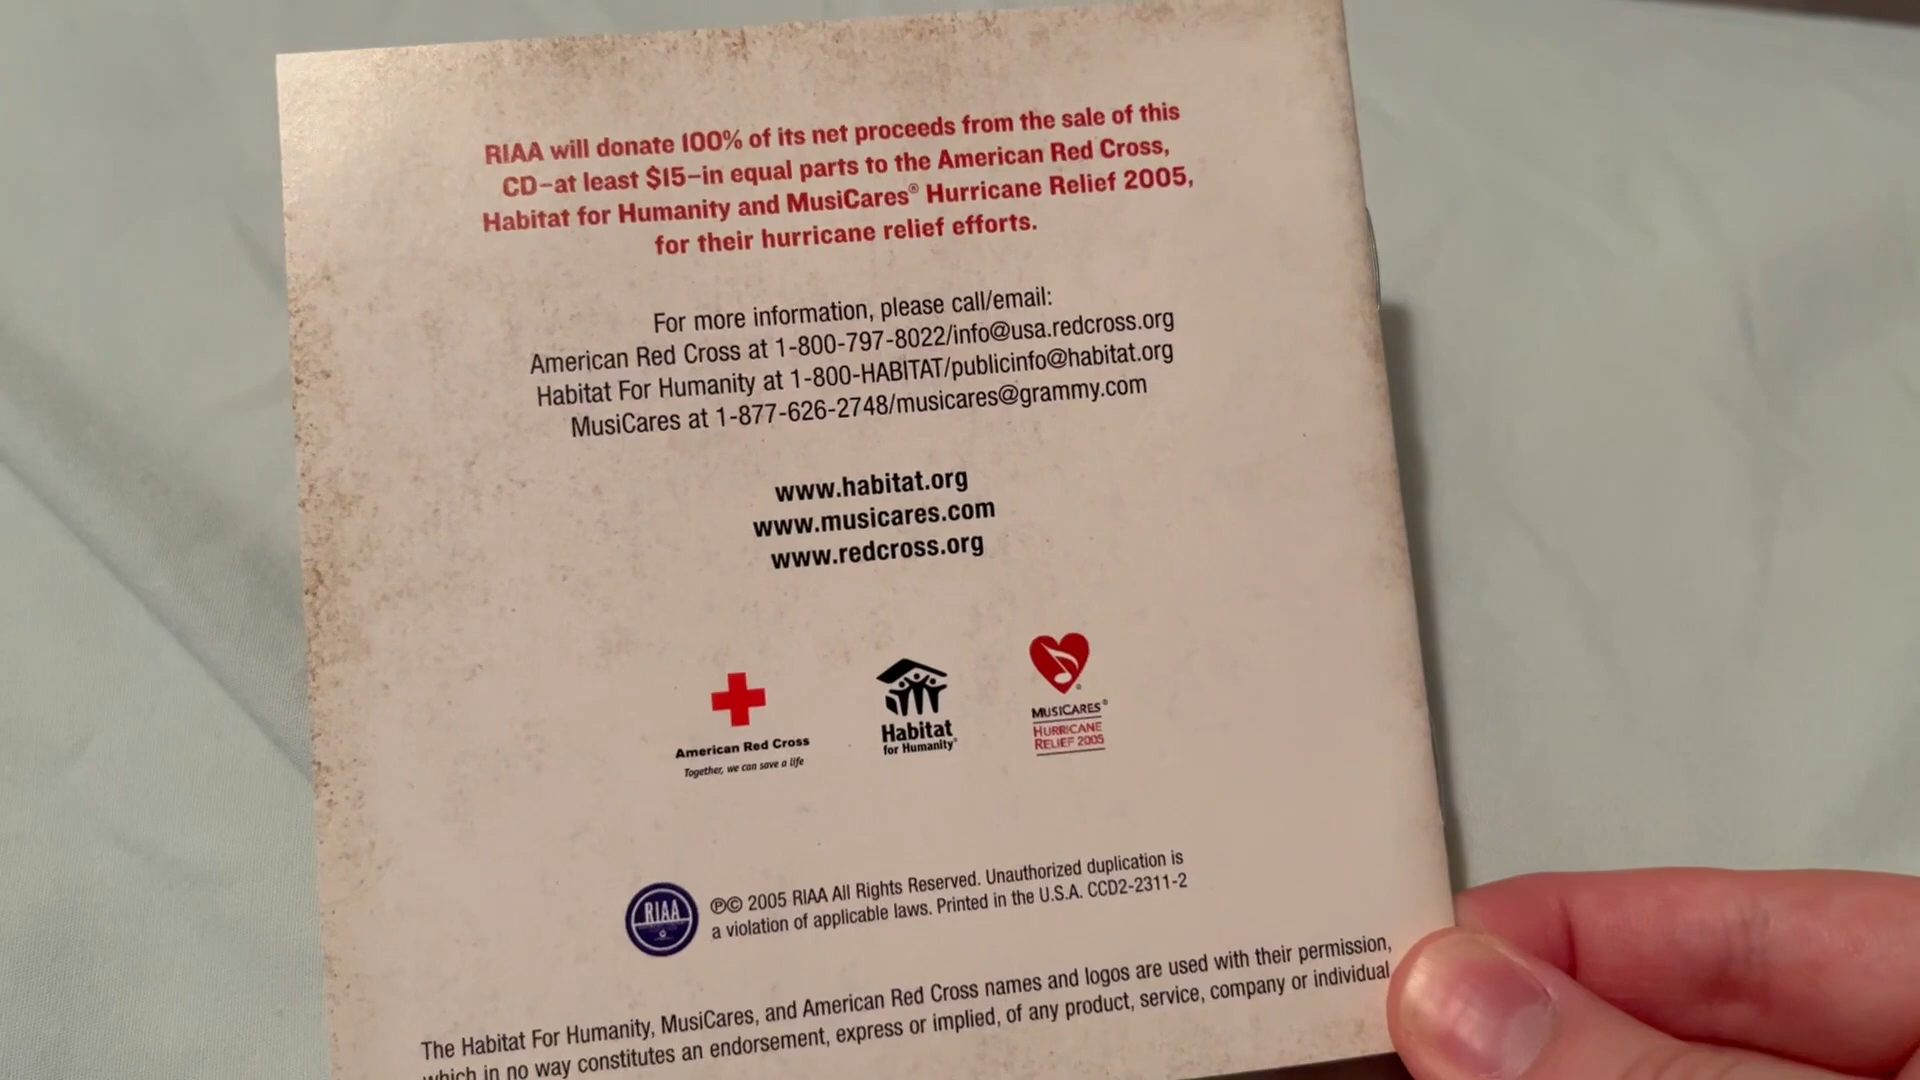 RIAA will donate 100% of its net proceeds from the sale of this
CD–at least $15–in equal parts to the American Red Cross,
Habitat for Humanity and MusiCares® Hurricane Relief 2005,
for their hurricane relief efforts.
For more information, please call/email:
American Red Cross at 1-800-797-8022/info@usa.redcross.org
Habitat For Humanity at 1-800-HABITAT/publicinfo@habitat.org
MusiCares at 1-877-626-2748/musicares@grammy.com
www.habitat.org
www.musicares.com
www.redcross.org
American Red Cross
Together, we can save a life
Habitat
for Humanity®
MUSICARES®
HURRICANE
RELIEF 2005
RIAA
℗© 2005 RIAA All Rights Reserved. Unauthorized duplication is
a violation of applicable laws. Printed in the U.S.A. CCD2-2311-2
The Habitat For Humanity, MusiCares, and American Red Cross names and logos are used with their permission,
which in no way constitutes an endorsement, express or implied, of any product, service, company or individual